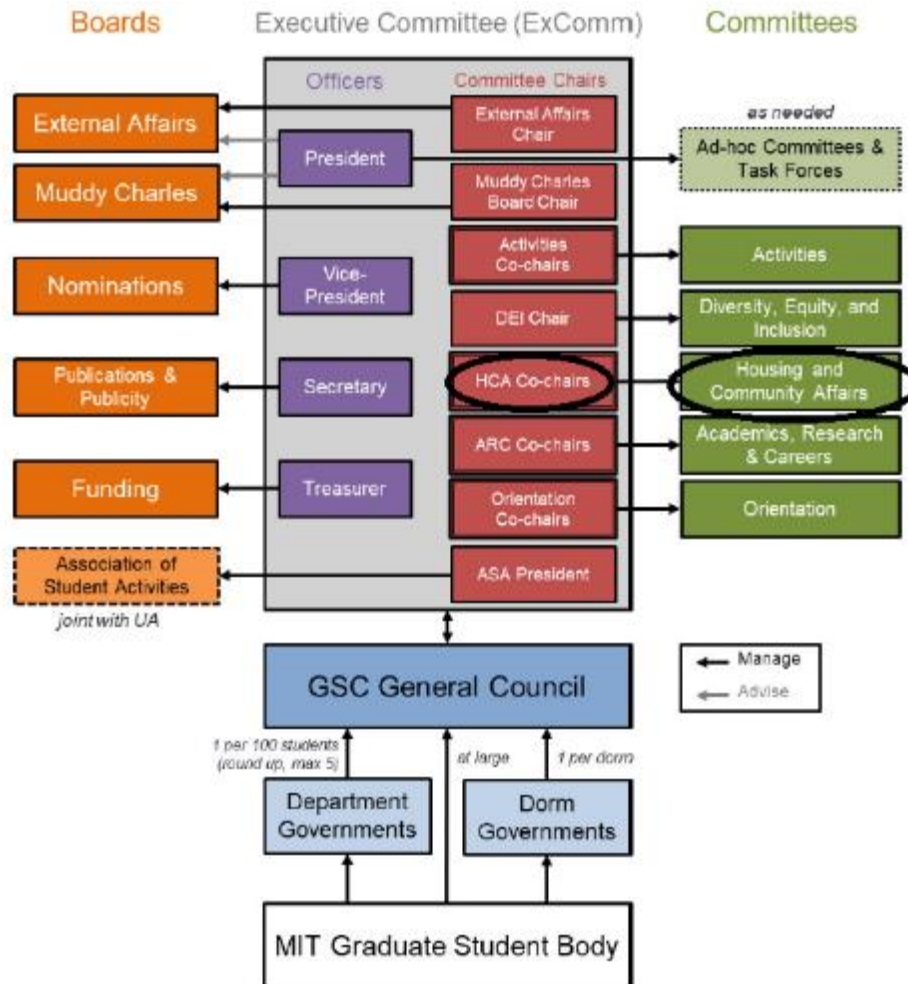 Boards
Executive Committee (ExComm)
Committees
Officers
Committee Chairs
External Affairs
Muddy Charles
Nominations
Publications &
Publicity
Funding
Association of
Student Activities
joint with UA
President
Vice-
President
Secretary
Treasurer
External Affairs
Chair
Muddy Charles
Board Chair
Activities
Co-chairs
DEI Chair
HCA Co-chairs
ARC Co-chairs
Orientation
Co-chairs
ASA President
as needed
Ad-hoc Committees &
Task Forces
Activities
Diversity, Equity, and
Inclusion
Housing and
Community Affairs
Academics, Research
& Careers
Orientation
Manage
Advise
GSC General Council
1 per 100 students
(round up, max 5)
at large
1 per dorm
Department
Governments
Dorm
Governments
MIT Graduate Student Body